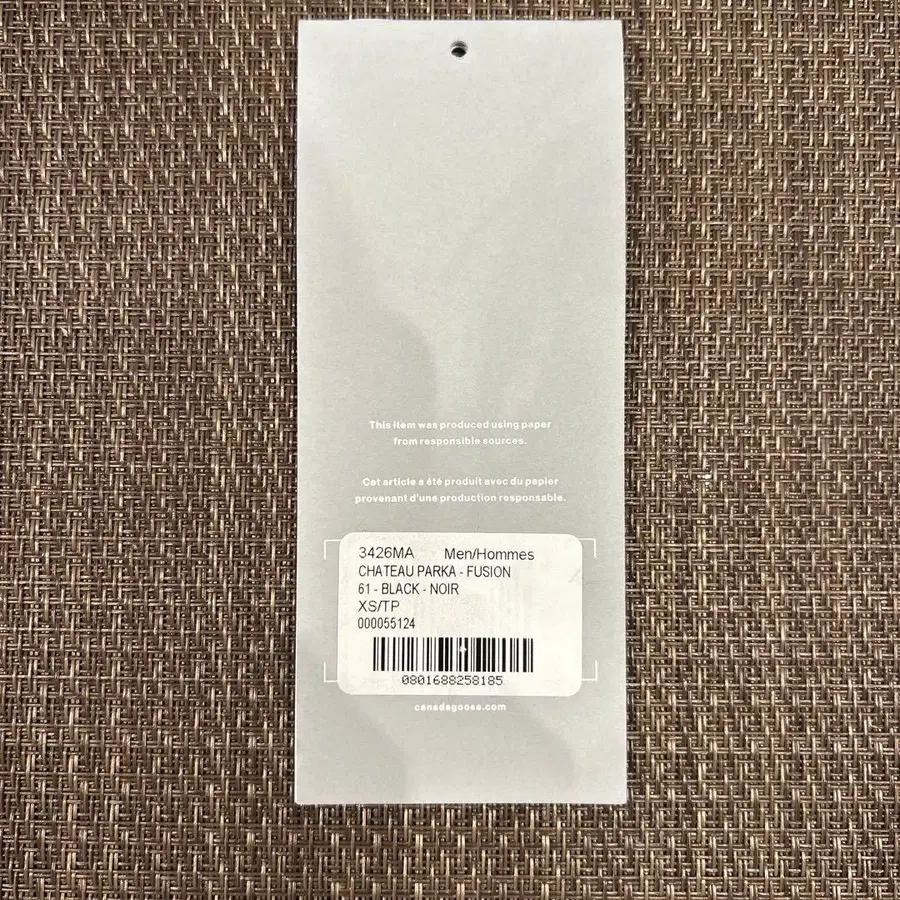 This item was produced using paper
from responsible sources.
Cet article a été produit avec du papier
provenant d'une production responsable.
3426MA Men/Hommes
CHATEAU PARKA - FUSION
61 - BLACK - NOIR
XS/TP
000055124
0801688258185
canadagoose.com